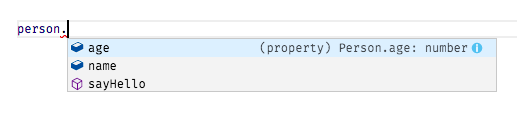 person.
age (property) Person.age: number
name
sayHello